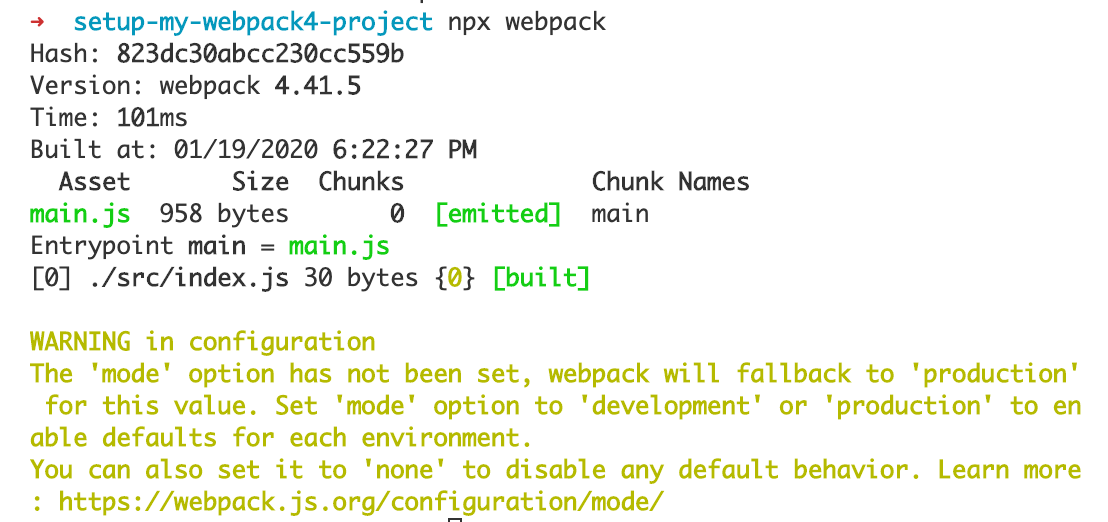 → setup-my-webpack4-project npx webpack
Hash: 823dc30abcc230cc559b
Version: webpack 4.41.5
Time: 101ms
Built at: 01/19/2020 6:22:27 PM
  Asset       Size  Chunks             Chunk Names
main.js  958 bytes       0  [emitted]  main
Entrypoint main = main.js
[0] ./src/index.js 30 bytes {0} [built]

WARNING in configuration
The 'mode' option has not been set, webpack will fallback to 'production'
 for this value. Set 'mode' option to 'development' or 'production' to en
able defaults for each environment.
You can also set it to 'none' to disable any default behavior. Learn more
: https://webpack.js.org/configuration/mode/